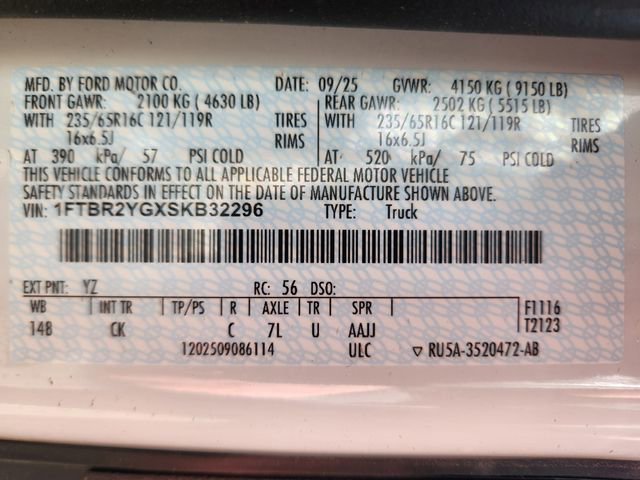 MFD. BY FORD MOTOR CO. DATE: 09/25 GVWR: 4150 KG ( 9150 LB)
FRONT GAWR: 2100 KG ( 4630 LB) REAR GAWR: 2502 KG ( 5515 LB)
WITH 235/65R16C 121/119R TIRES WITH 235/65R16C 121/119R TIRES
16x6.5J RIMS 16x6.5J RIMS
AT 390 kPa/ 57 PSI COLD AT 520 kPa/ 75 PSI COLD
THIS VEHICLE CONFORMS TO ALL APPLICABLE FEDERAL MOTOR VEHICLE
SAFETY STANDARDS IN EFFECT ON THE DATE OF MANUFACTURE SHOWN ABOVE.
VIN: 1FTBR2YGXSKB32296 TYPE: Truck
EXT PNT: YZ RC: 56 DSO:
WB INT TR TP/PS R AXLE TR SPR F1116
148 CK C 7L U AAJJ T2123
1202509086114 ULC ▽ RU5A-3520472-AB